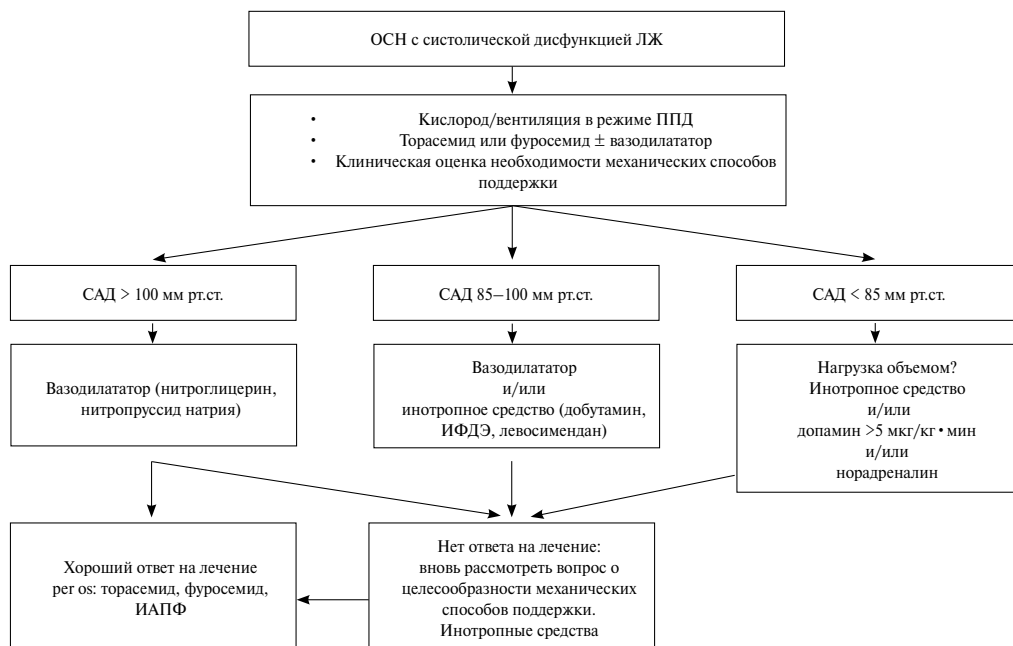 ОСН с систолической дисфункцией ЛЖ
• Кислород/вентиляция в режиме ППД
• Торасемид или фуросемид ± вазодилататор
• Клиническая оценка необходимости механических способов
поддержки
САД > 100 мм рт.ст.
САД 85–100 мм рт.ст.
САД < 85 мм рт.ст.
Вазодилататор (нитроглицерин,
нитропруссид натрия)
Вазодилататор
и/или
инотропное средство (добутамин,
ИФДЭ, левосимендан)
Нагрузка объемом?
Инотропное средство
и/или
допамин >5 мкг/кг • мин
и/или
норадреналин
Хороший ответ на лечение
per os: торасемид, фуросемид,
ИАПФ
Нет ответа на лечение:
вновь рассмотреть вопрос о
целесообразности механических
способов поддержки.
Инотропные средства